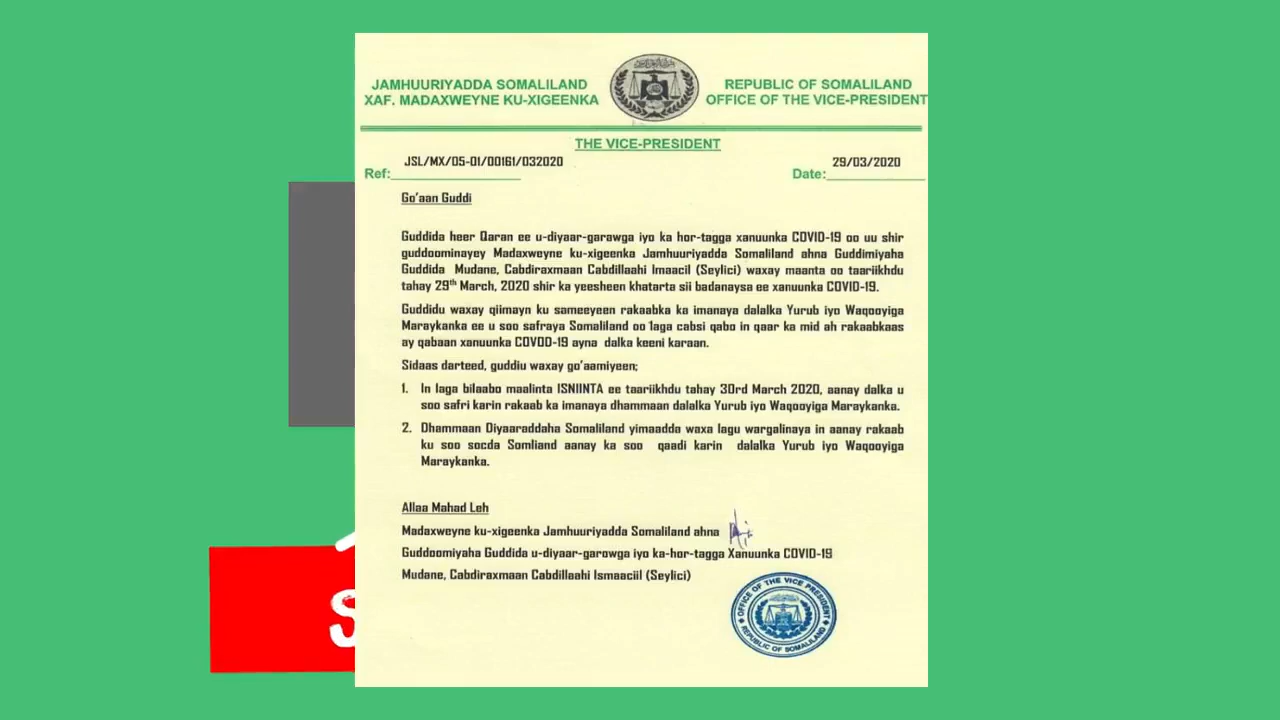 JAMHUURIYADDA SOMALILAND
XAF. MADAXWEYNE KU-XIGEENKA
REPUBLIC OF SOMALILAND
OFFICE OF THE VICE-PRESIDENT
THE VICE-PRESIDENT
Ref: JSL/MX/05-01/00161/032020
Date: 29/03/2020
Go'aan Guddi
Guddida heer Qaran ee u-diyaar-garawga iyo ka hor-tagga xanuunka COVID-19 oo uu shir
guddoominayey Madaxweyne ku-xigeenka Jamhuuriyadda Somaliland ahna Guddimiyaha
Guddida Mudane, Cabdiraxmaan Cabdillaahi Imaacil (Seylici) waxay maanta oo taariikhdu
tahay 29th March, 2020 shir ka yeesheen khatarta sii badanaysa ee xanuunka COVID-19.
Guddidu waxay qiimayn ku sameeyeen rakaabka ka imanaya dalalka Yurub iyo Waqooyiga
Maraykanka ee u soo safraya Somaliland oo laga cabsi qabo in qaar ka mid ah rakaabkaas
ay qabaan xanuunka COVOD-19 ayna dalka keeni karaan.
Sidaas darteed, guddiu waxay go'aamiyeen;
1. In laga bilaabo maalinta ISNIINTA ee taariikhdu tahay 30rd March 2020, aanay dalka u
soo safri karin rakaab ka imanaya dhammaan dalalka Yurub iyo Waqooyiga Maraykanka.
2. Dhammaan Diyaaraddaha Somaliland yimaadda waxa lagu wargalinaya in aanay rakaab
ku soo socda Somliand aanay ka soo qaadi karin dalalka Yurub iyo Waqooyiga
Maraykanka.
Allaa Mahad Leh
Madaxweyne ku-xigeenka Jamhuuriyadda Somaliland ahna
Guddoomiyaha Guddida u-diyaar-garowga iyo ka-hor-tagga Xanuunka COVID-19
Mudane, Cabdiraxmaan Cabdillaahi Ismaaciil (Seylici)
OFFICE OF THE VICE PRESIDENT
REPUBLIC OF SOMALILAND
S